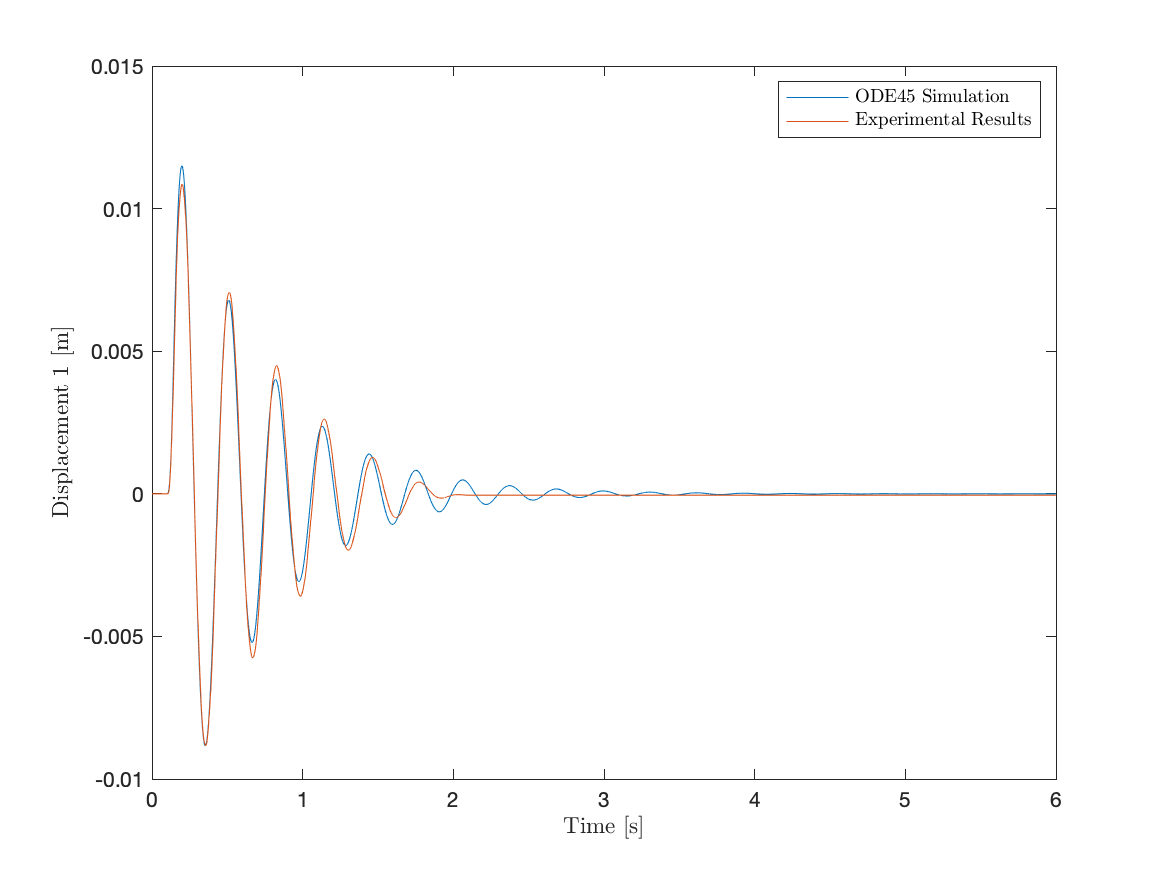 0.015
0.01
0.005
0
-0.005
-0.01
Displacement 1 [m]
ODE45 Simulation
Experimental Results
0 1 2 3 4 5 6
Time [s]